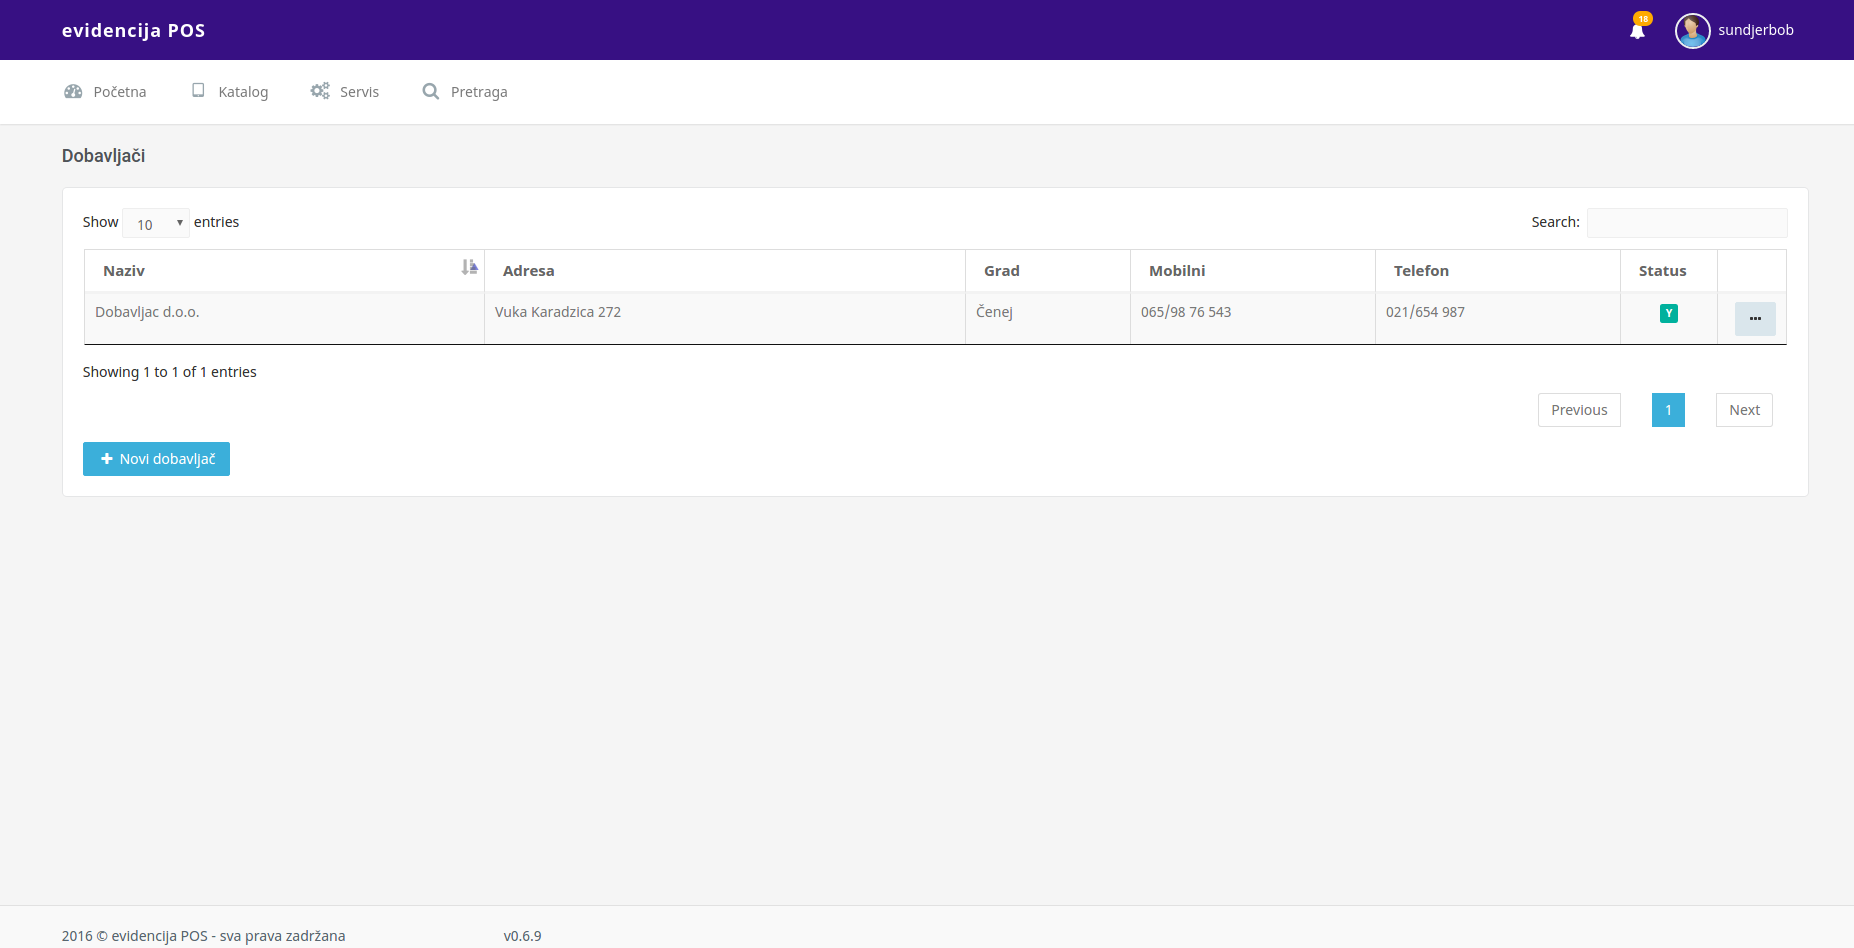 evidencija POS 18 sundjerbob
Početna Katalog Servis Pretraga
Dobavljači
Show 10 entries Search:
Naziv Adresa Grad Mobilni Telefon Status
Dobavljac d.o.o. Vuka Karadzica 272 Čenej 065/98 76 543 021/654 987 Y ...
Showing 1 to 1 of 1 entries
Previous 1 Next
Novi dobavljač
2016 © evidencija POS - sva prava zadržana v0.6.9